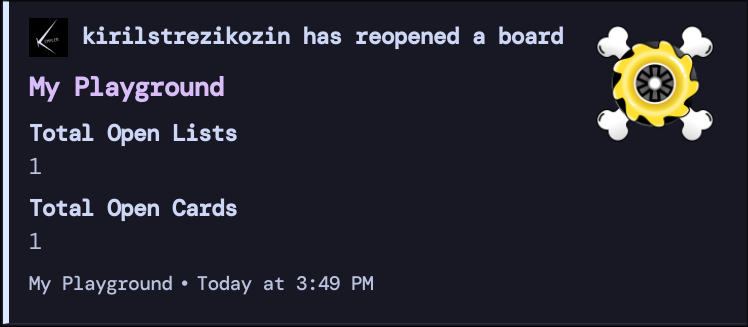 kirilstrezikozin has reopened a board
My Playground
Total Open Lists
1
Total Open Cards
1
My Playground • Today at 3:49 PM